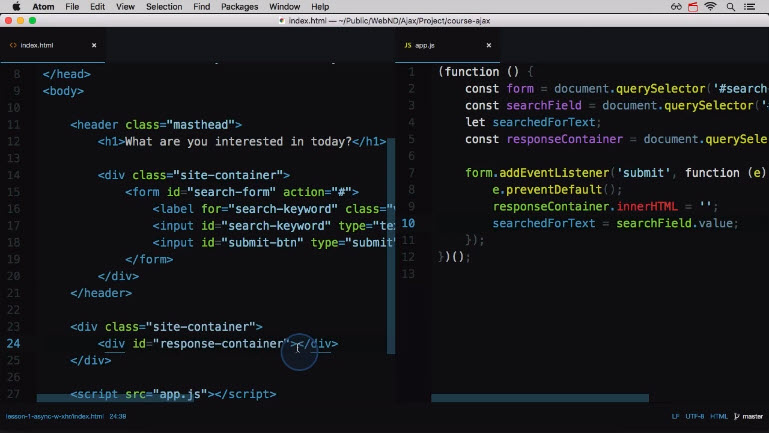 Atom File Edit View Selection Find Packages Window Help
index.html — ~/Public/WebND/Ajax/Project/course-ajax
index.html
app.js
8 </head>
9 <body>
10
11 <header class="masthead">
12 <h1>What are you interested in today?</h1>
13
14 <div class="site-container">
15 <form id="search-form" action="#">
16 <label for="search-keyword" class="
17 <input id="search-keyword" type="te
18 <input id="submit-btn" type="submit"
19 </form>
20 </div>
21 </header>
22
23 <div class="site-container">
24 <div id="response-container"></div>
25 </div>
26
27 <script src="app.js"></script>
1 (function () {
2 const form = document.querySelector('#search-
3 const searchField = document.querySelector('
4 let searchedForText;
5 const responseContainer = document.querySele
6
7 form.addEventListener('submit', function (e)
8 e.preventDefault();
9 responseContainer.innerHTML = '';
10 searchedForText = searchField.value;
11 });
12 })();
13
lesson-1-async-w-xhr/index.html 24:39
LF UTF-8 HTML master